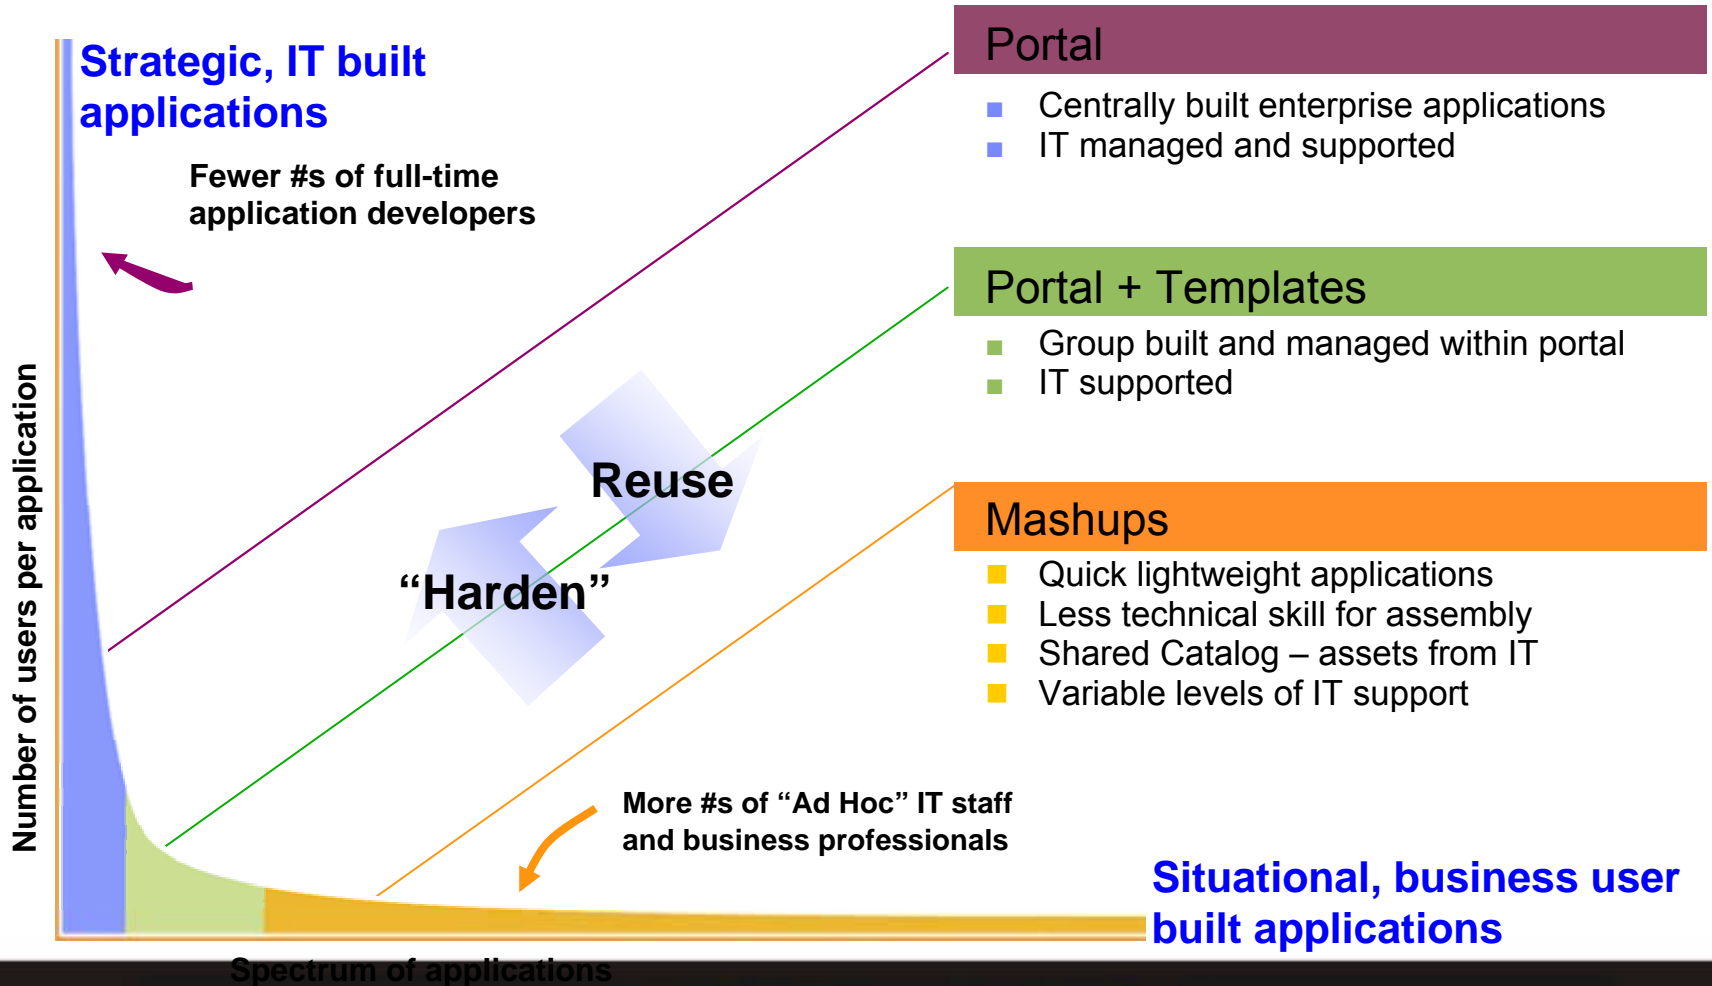 Strategic, IT built
applications
Fewer #s of full-time
application developers
Number of users per application
Portal
Centrally built enterprise applications
IT managed and supported
Portal + Templates
Group built and managed within portal
IT supported
Reuse
“Harden”
Mashups
Quick lightweight applications
Less technical skill for assembly
Shared Catalog – assets from IT
Variable levels of IT support
More #s of “Ad Hoc” IT staff
and business professionals
Situational, business user
built applications
Spectrum of applications